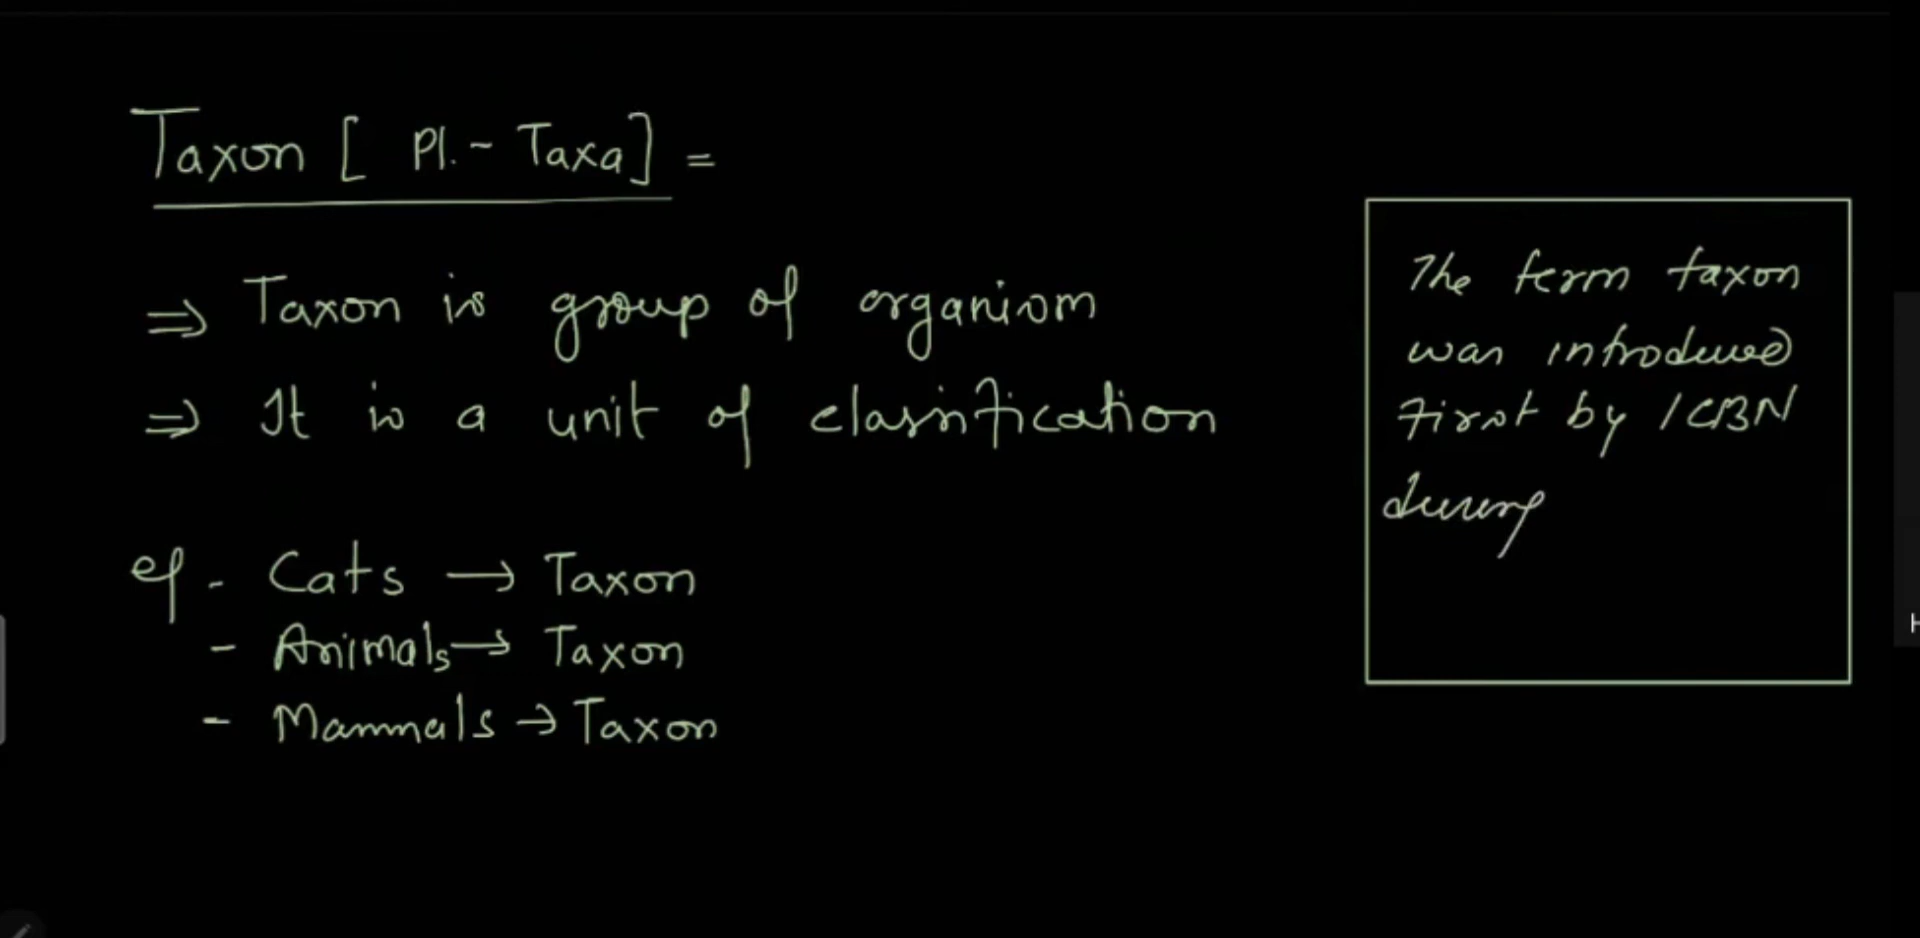 Taxon [ Pl. - Taxa ] =
⇒ Taxon is group of organism
⇒ It is a unit of classification
eg - Cats → Taxon
- Animals → Taxon
- Mammals → Taxon
The term taxon
was introduced
first by ICBN
during
H